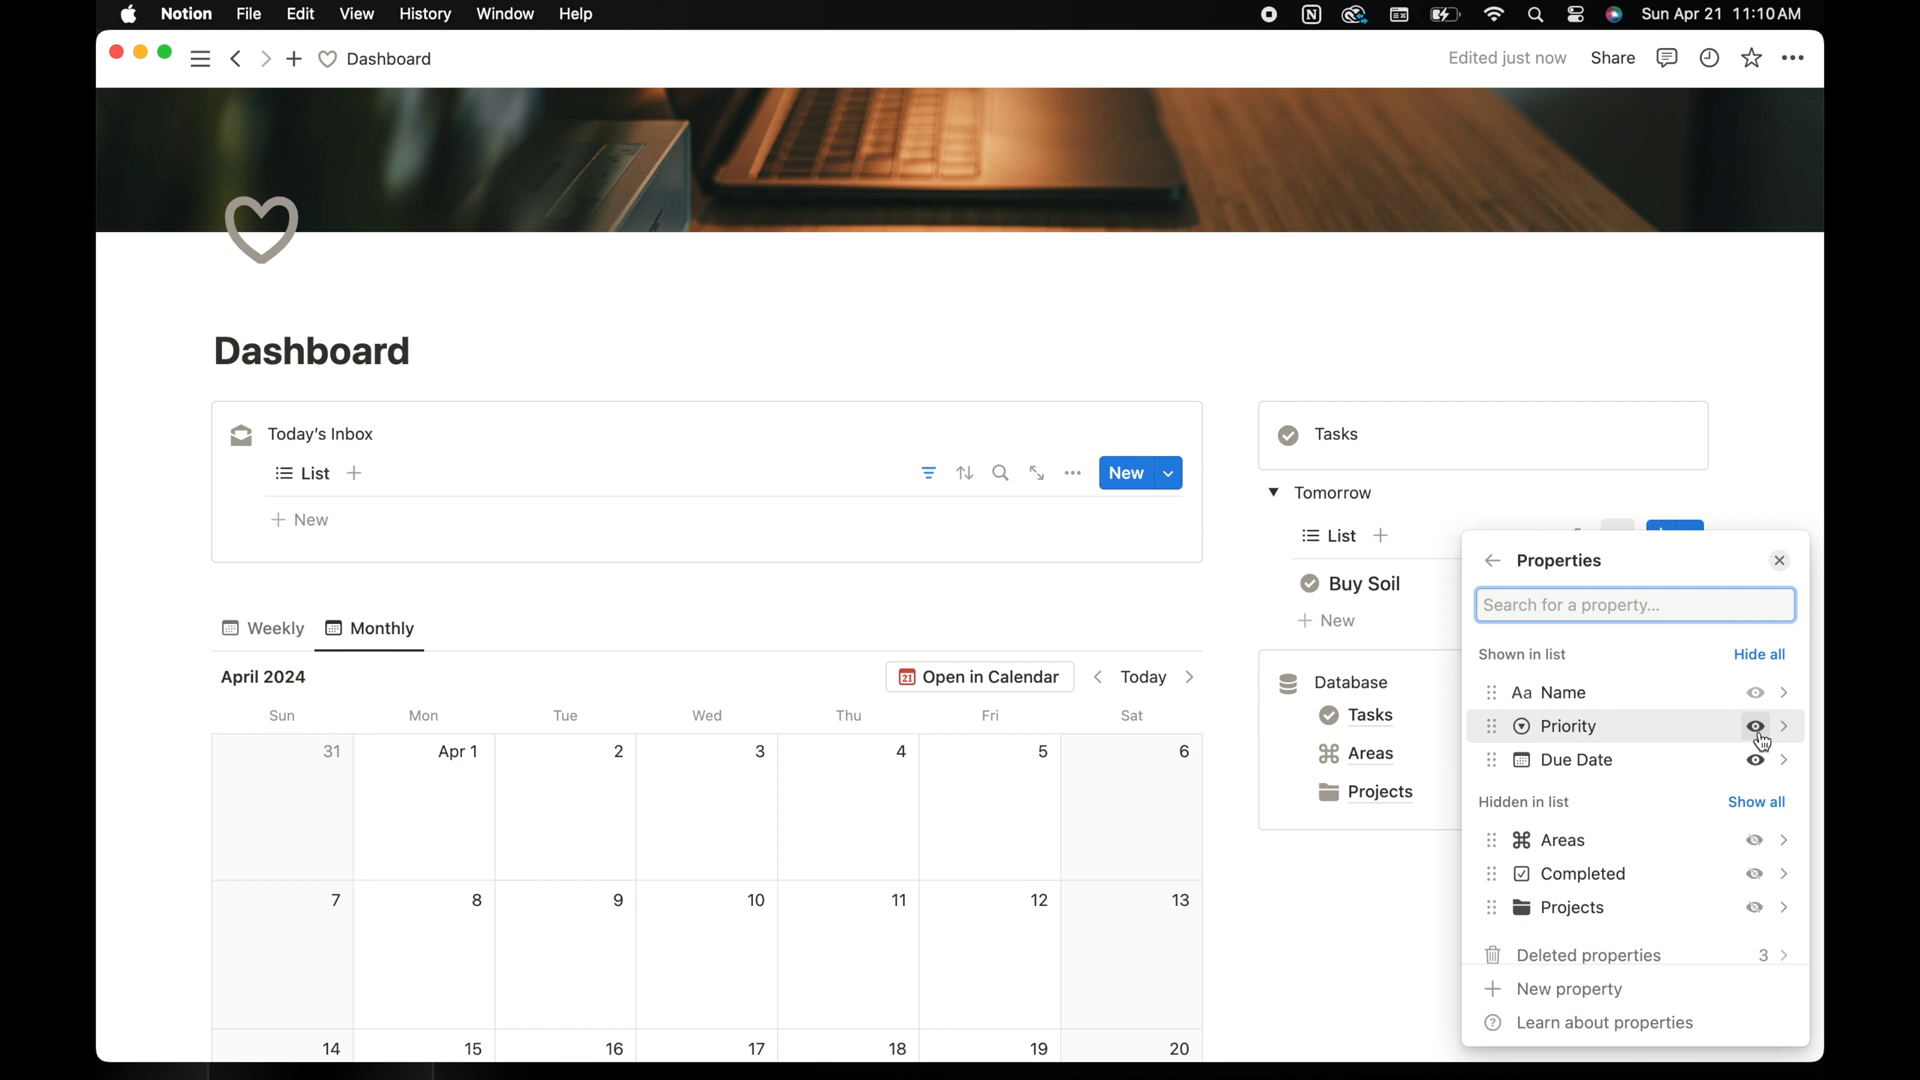 Notion File Edit View History Window Help Sun Apr 21 11:10 AM
Dashboard Edited just now Share
Dashboard
Today's Inbox
List
New
New
Weekly Monthly
April 2024 21 Open in Calendar Today
Sun Mon Tue Wed Thu Fri Sat
31 Apr 1 2 3 4 5 6
7 8 9 10 11 12 13
14 15 16 17 18 19 20
Tasks
Tomorrow
List
Buy Soil
New
Database
Tasks
Areas
Projects
Properties
Search for a property...
Shown in list Hide all
Aa Name
Priority
Due Date
Hidden in list Show all
Areas
Completed
Projects
Deleted properties 3
New property
Learn about properties